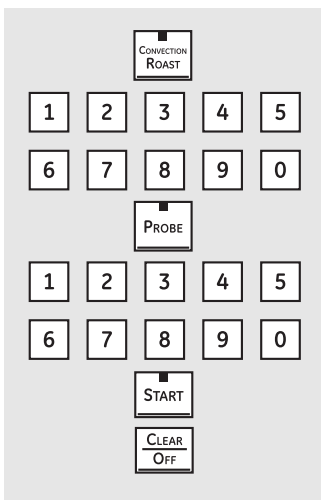 CONVECTION
ROAST
1 2 3 4 5
6 7 8 9 0
PROBE
1 2 3 4 5
6 7 8 9 0
START
CLEAR
OFF